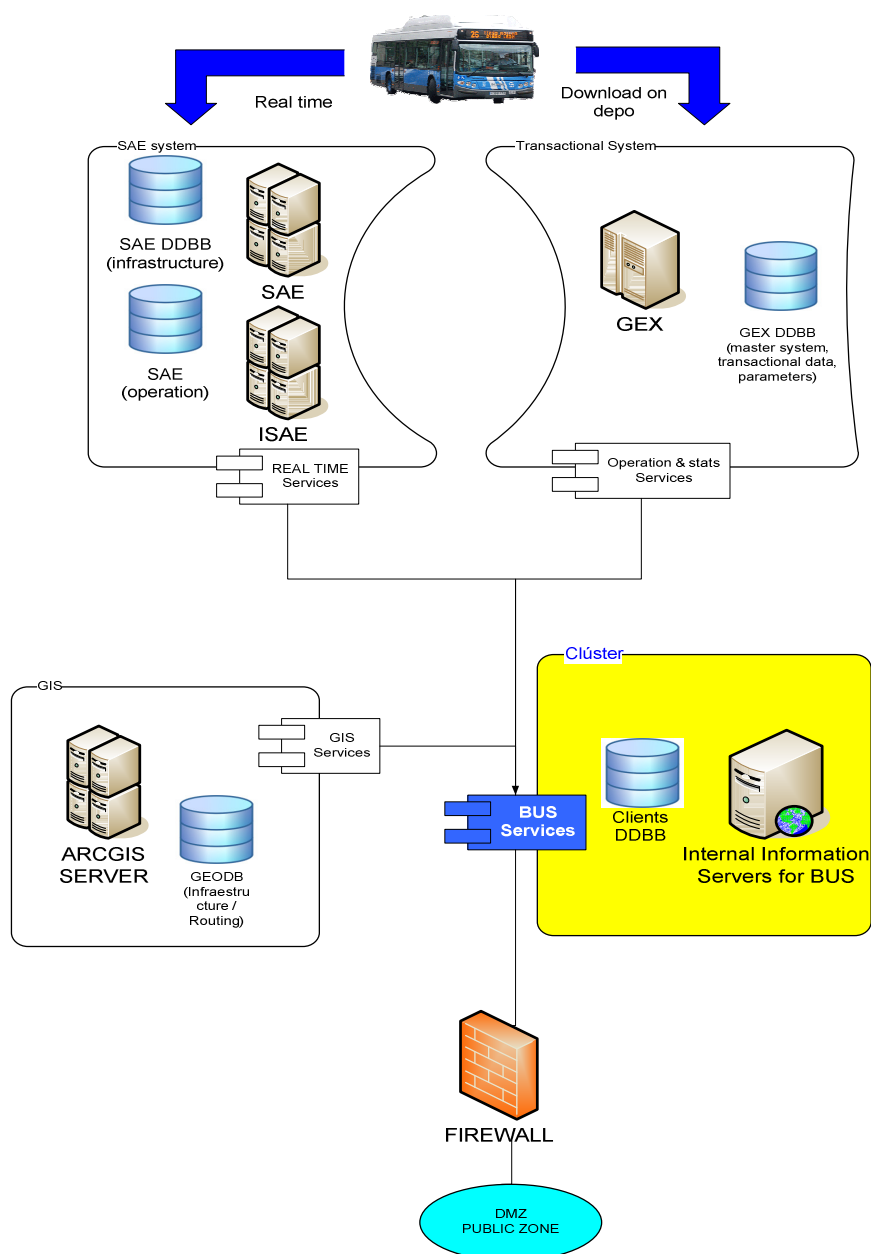 26
Real time
Download on
depo
SAE system
Transactional System
SAE DDBB
(infrastructure)
SAE
GEX
SAE
(operation)
ISAE
GEX DDBB
(master system,
transactional data,
parameters)
REAL TIME
Services
Operation & stats
Services
GIS
Clúster
GIS
Services
ARCGIS
SERVER
GEODB
(Infraestru
cture /
Routing)
BUS
Services
Clients
DDBB
Internal Information
Servers for BUS
FIREWALL
DMZ
PUBLIC ZONE